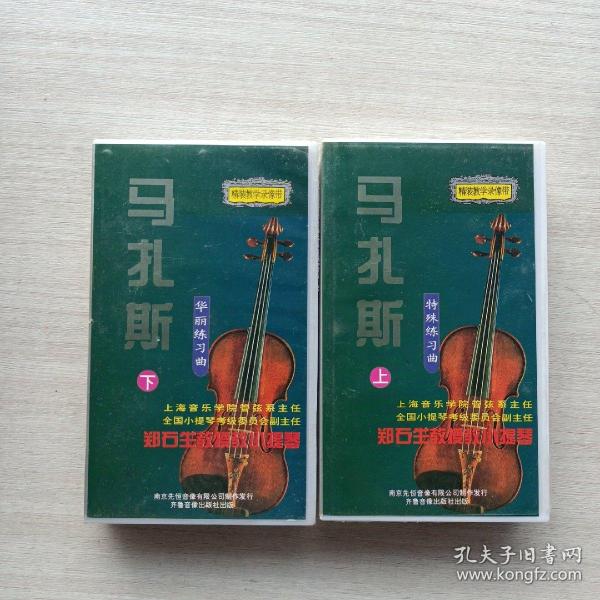 精装教学录像带
马扎斯
华丽练习曲
下
上海音乐学院管弦系主任
全国小提琴考级委员会副主任
郑石生教授教小提琴
南京先恒音像有限公司制作发行
齐鲁音像出版社出版
精装教学录像带
马扎斯
特殊练习曲
上
上海音乐学院管弦系主任
全国小提琴考级委员会副主任
郑石生教授教小提琴
南京先恒音像有限公司制作发行
齐鲁音像出版社出版
孔夫子旧书网
www.kongfz.com